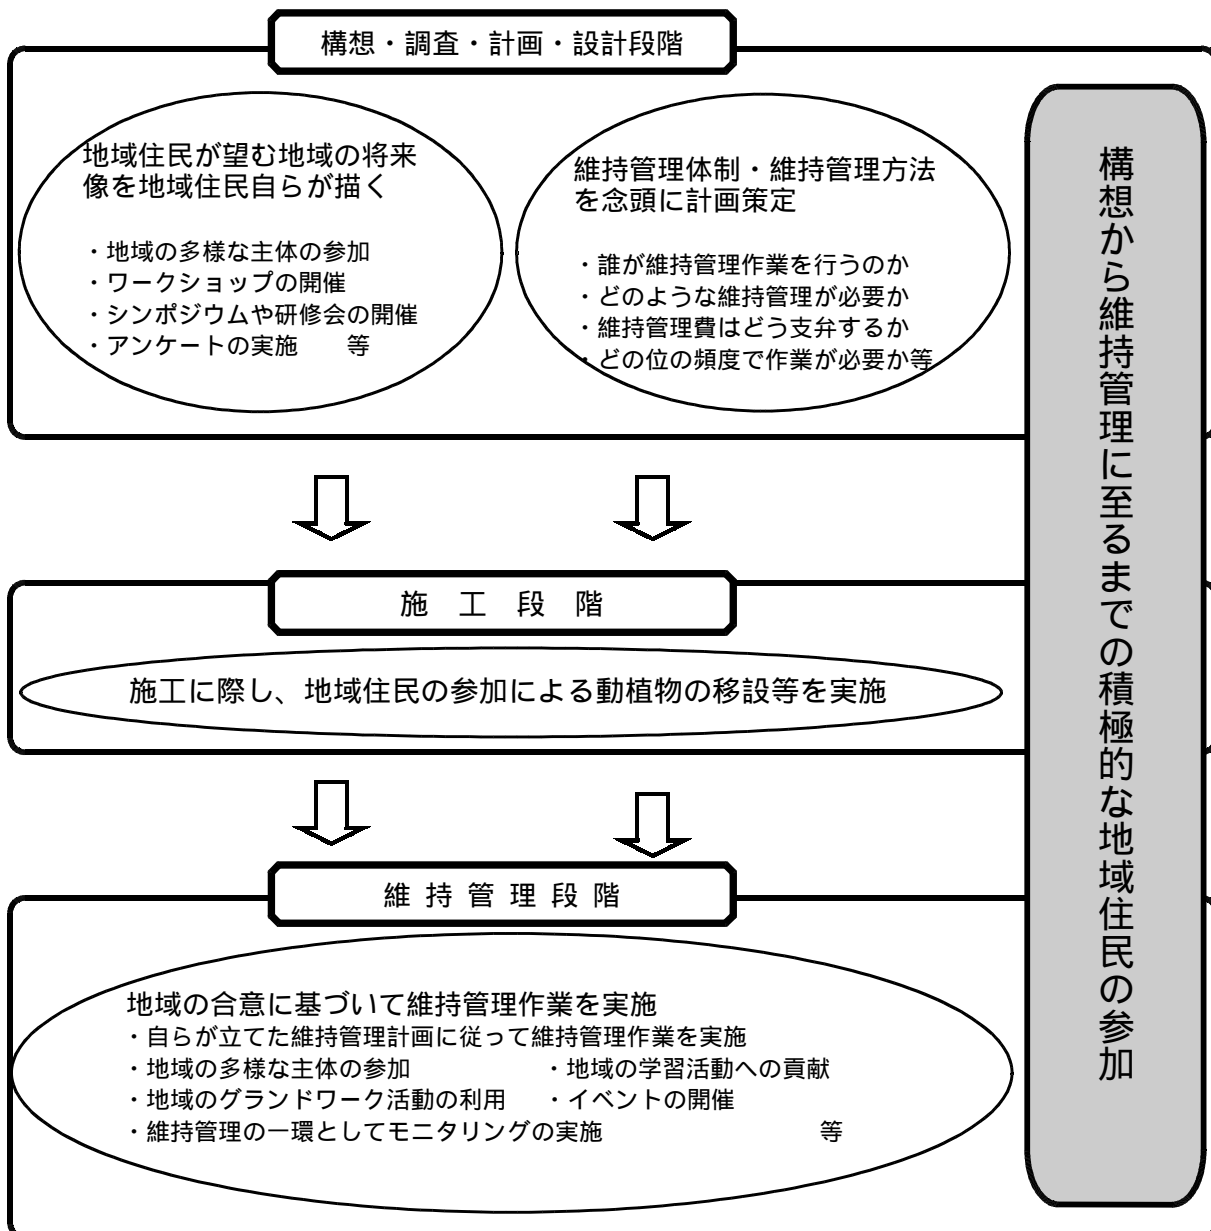 構想・調査・計画・設計段階
地域住民が望む地域の将来
像を地域住民自らが描く
・地域の多様な主体の参加
・ワークショップの開催
・シンポジウムや研修会の開催
・アンケートの実施　　等
維持管理体制・維持管理方法
を念頭に計画策定
・誰が維持管理作業を行うのか
・どのような維持管理が必要か
・維持管理費はどう支弁するか
・どの位の頻度で作業が必要か等
施　工　段　階
施工に際し、地域住民の参加による動植物の移設等を実施
維 持 管 理 段 階
地域の合意に基づいて維持管理作業を実施
・自らが立てた維持管理計画に従って維持管理作業を実施
・地域の多様な主体の参加　　　　　・地域の学習活動への貢献
・地域のグランドワーク活動の利用　・イベントの開催
・維持管理の一環としてモニタリングの実施　　　　　　　　等
構想から維持管理に至るまでの積極的な地域住民の参加